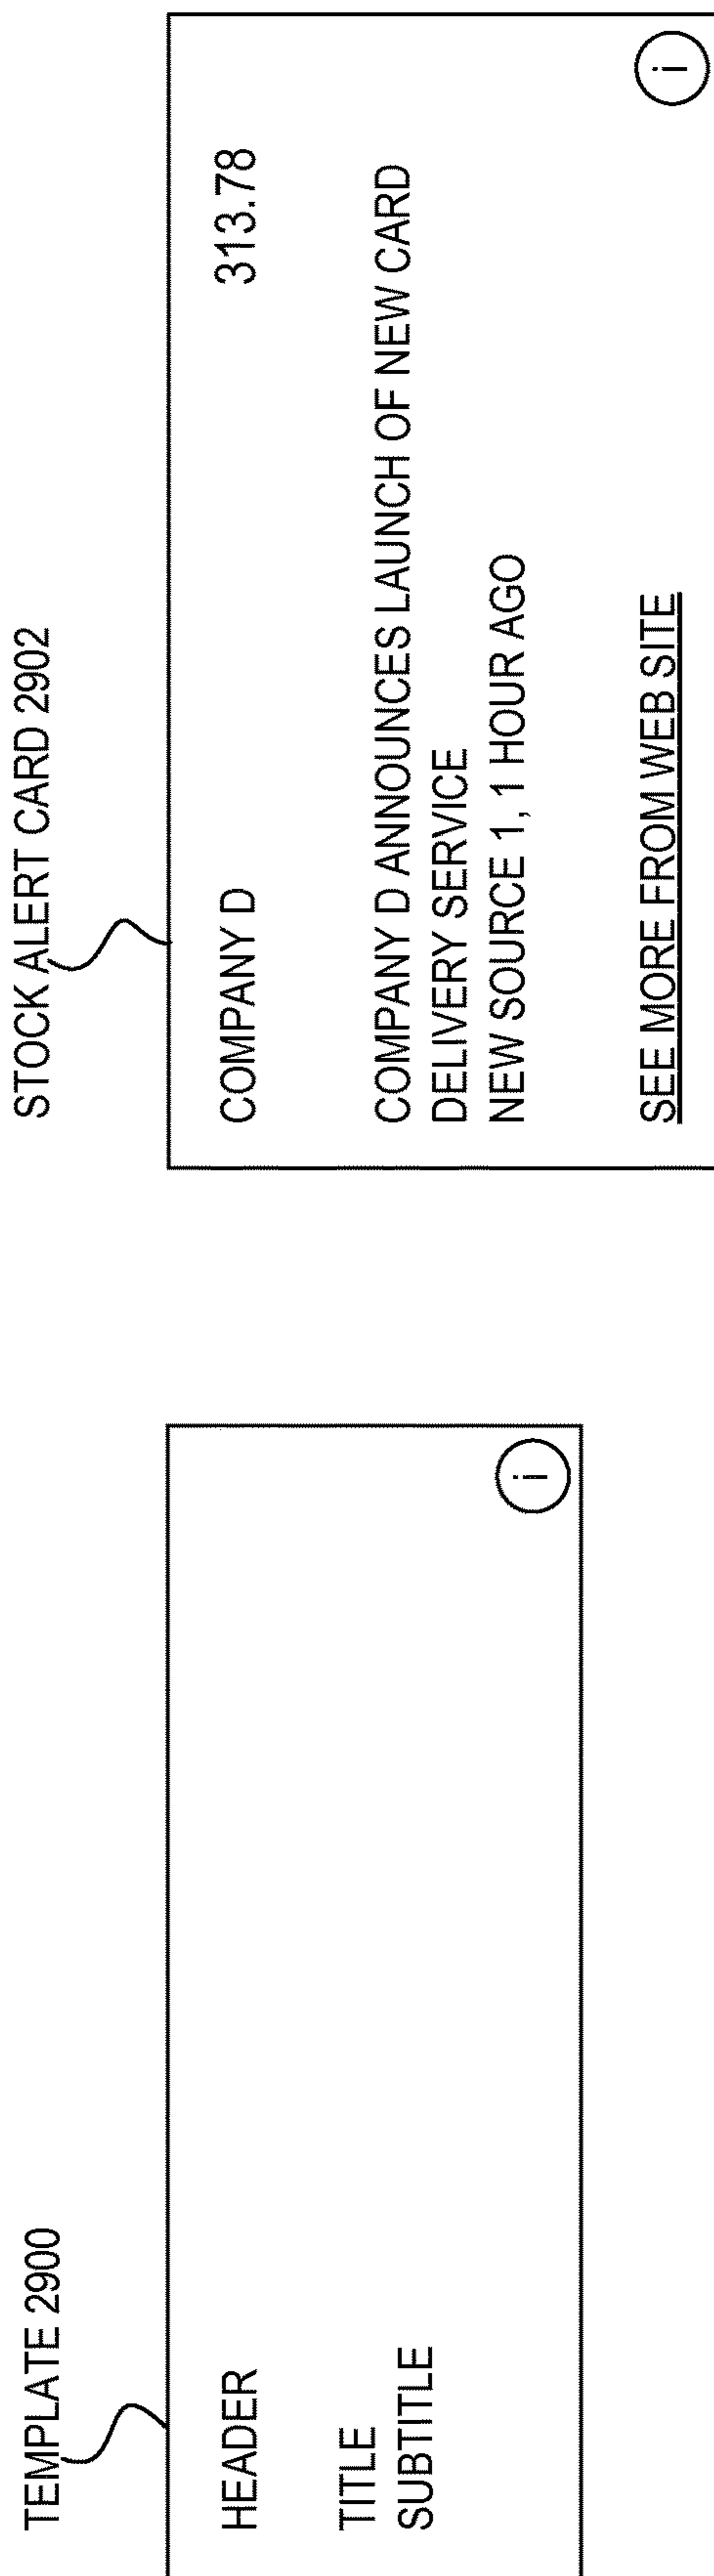 TEMPLATE 2900
HEADER
TITLE
SUBTITLE
i
STOCK ALERT CARD 2902
COMPANY D 313.78
COMPANY D ANNOUNCES LAUNCH OF NEW CARD
DELIVERY SERVICE
NEW SOURCE 1, 1 HOUR AGO
SEE MORE FROM WEB SITE
i